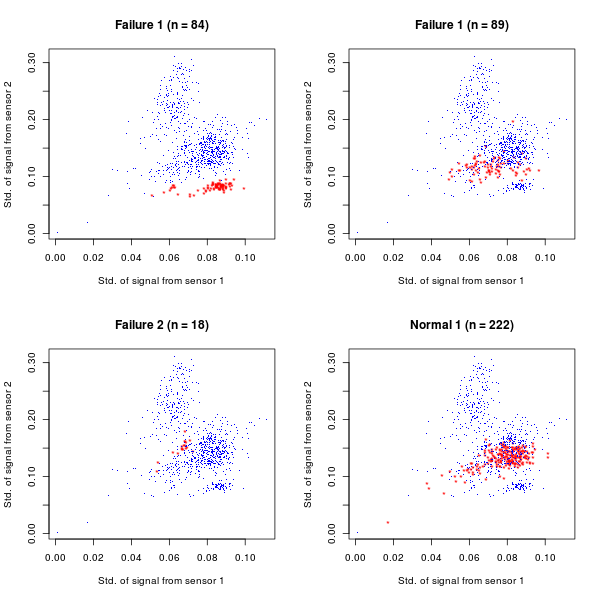 Failure 1 (n = 84)
Std. of signal from sensor 2
0.00 0.10 0.20 0.30
0.00 0.02 0.04 0.06 0.08 0.10
Std. of signal from sensor 1
Failure 1 (n = 89)
Std. of signal from sensor 2
0.00 0.10 0.20 0.30
0.00 0.02 0.04 0.06 0.08 0.10
Std. of signal from sensor 1
Failure 2 (n = 18)
Std. of signal from sensor 2
0.00 0.10 0.20 0.30
0.00 0.02 0.04 0.06 0.08 0.10
Std. of signal from sensor 1
Normal 1 (n = 222)
Std. of signal from sensor 2
0.00 0.10 0.20 0.30
0.00 0.02 0.04 0.06 0.08 0.10
Std. of signal from sensor 1